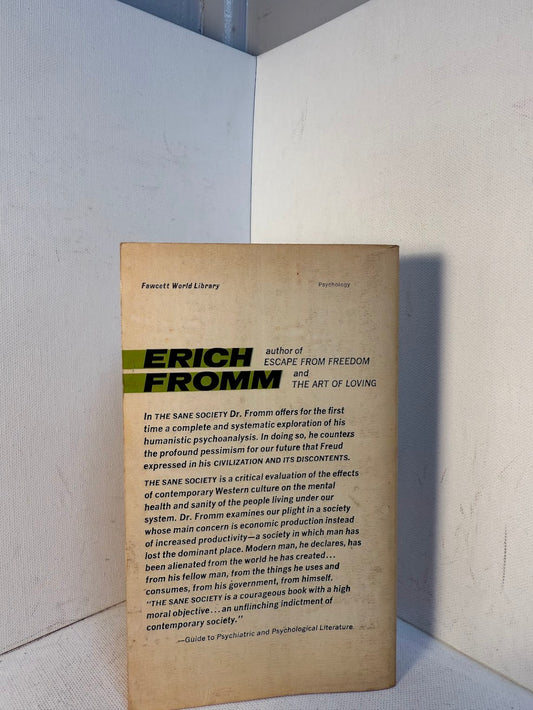 Fawcett World Library
Psychology
ERICH
FROMM
author of
ESCAPE FROM FREEDOM
and
THE ART OF LOVING
In THE SANE SOCIETY Dr. Fromm offers for the first
time a complete and systematic exploration of his
humanistic psychoanalysis. In doing so, he counters
the profound pessimism for our future that Freud
expressed in his CIVILIZATION AND ITS DISCONTENTS.
THE SANE SOCIETY is a critical evaluation of the effects
of contemporary Western culture on the mental
health and sanity of the people living under our
system. Dr. Fromm examines our plight in a society
whose main concern is economic production instead
of increased productivity—a society in which man has
lost the dominant place. Modern man, he declares, has
been alienated from the world he has created...
from his fellow man, from the things he uses and
consumes, from his government, from himself.
"THE SANE SOCIETY is a courageous book with a high
moral objective...an unflinching indictment of
contemporary society."
—Guide to Psychiatric and Psychological Literature